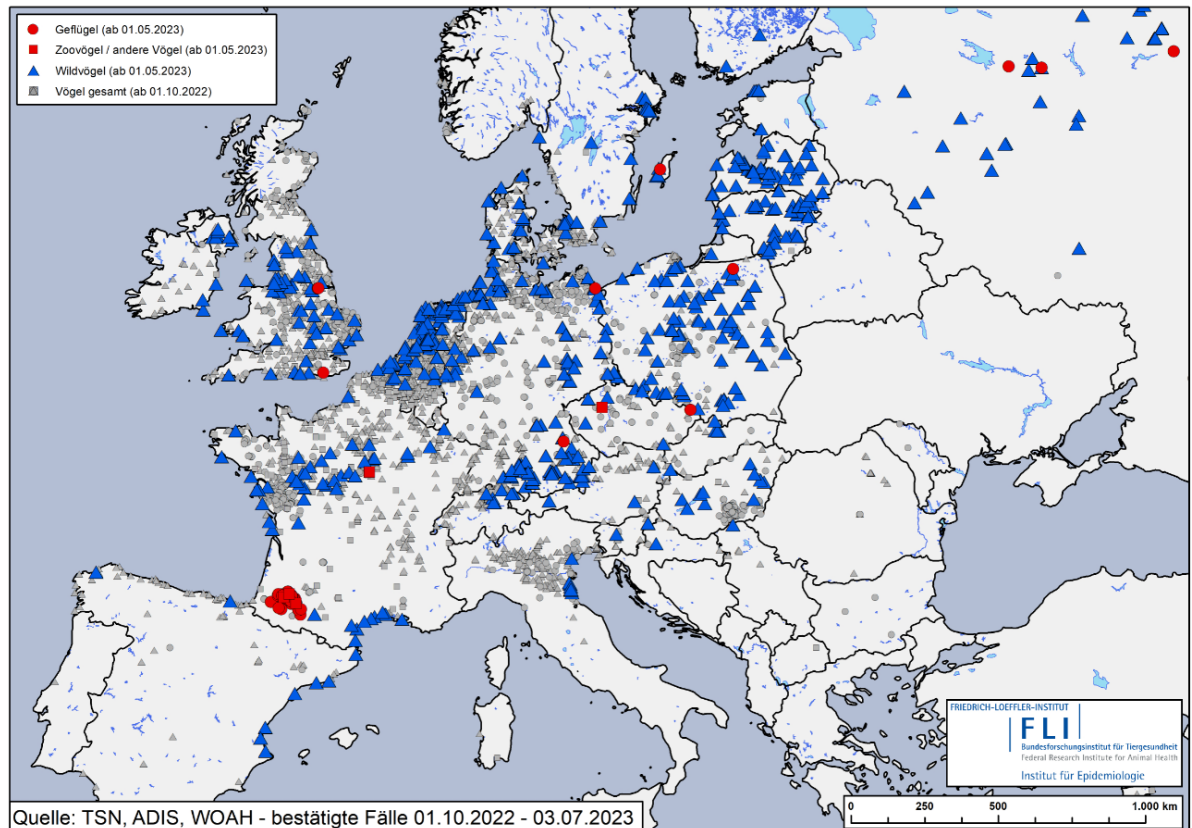 Geflügel (ab 01.05.2023)
Zoovögel / andere Vögel (ab 01.05.2023)
Wildvögel (ab 01.05.2023)
Vögel gesamt (ab 01.10.2022)
FRIEDRICH-LOEFFLER-INSTITUT
FLI
Bundesforschungsinstitut für Tiergesundheit
Federal Research Institute for Animal Health
Institut für Epidemiologie
0 250 500 1.000 km
Quelle: TSN, ADIS, WOAH - bestätigte Fälle 01.10.2022 - 03.07.2023